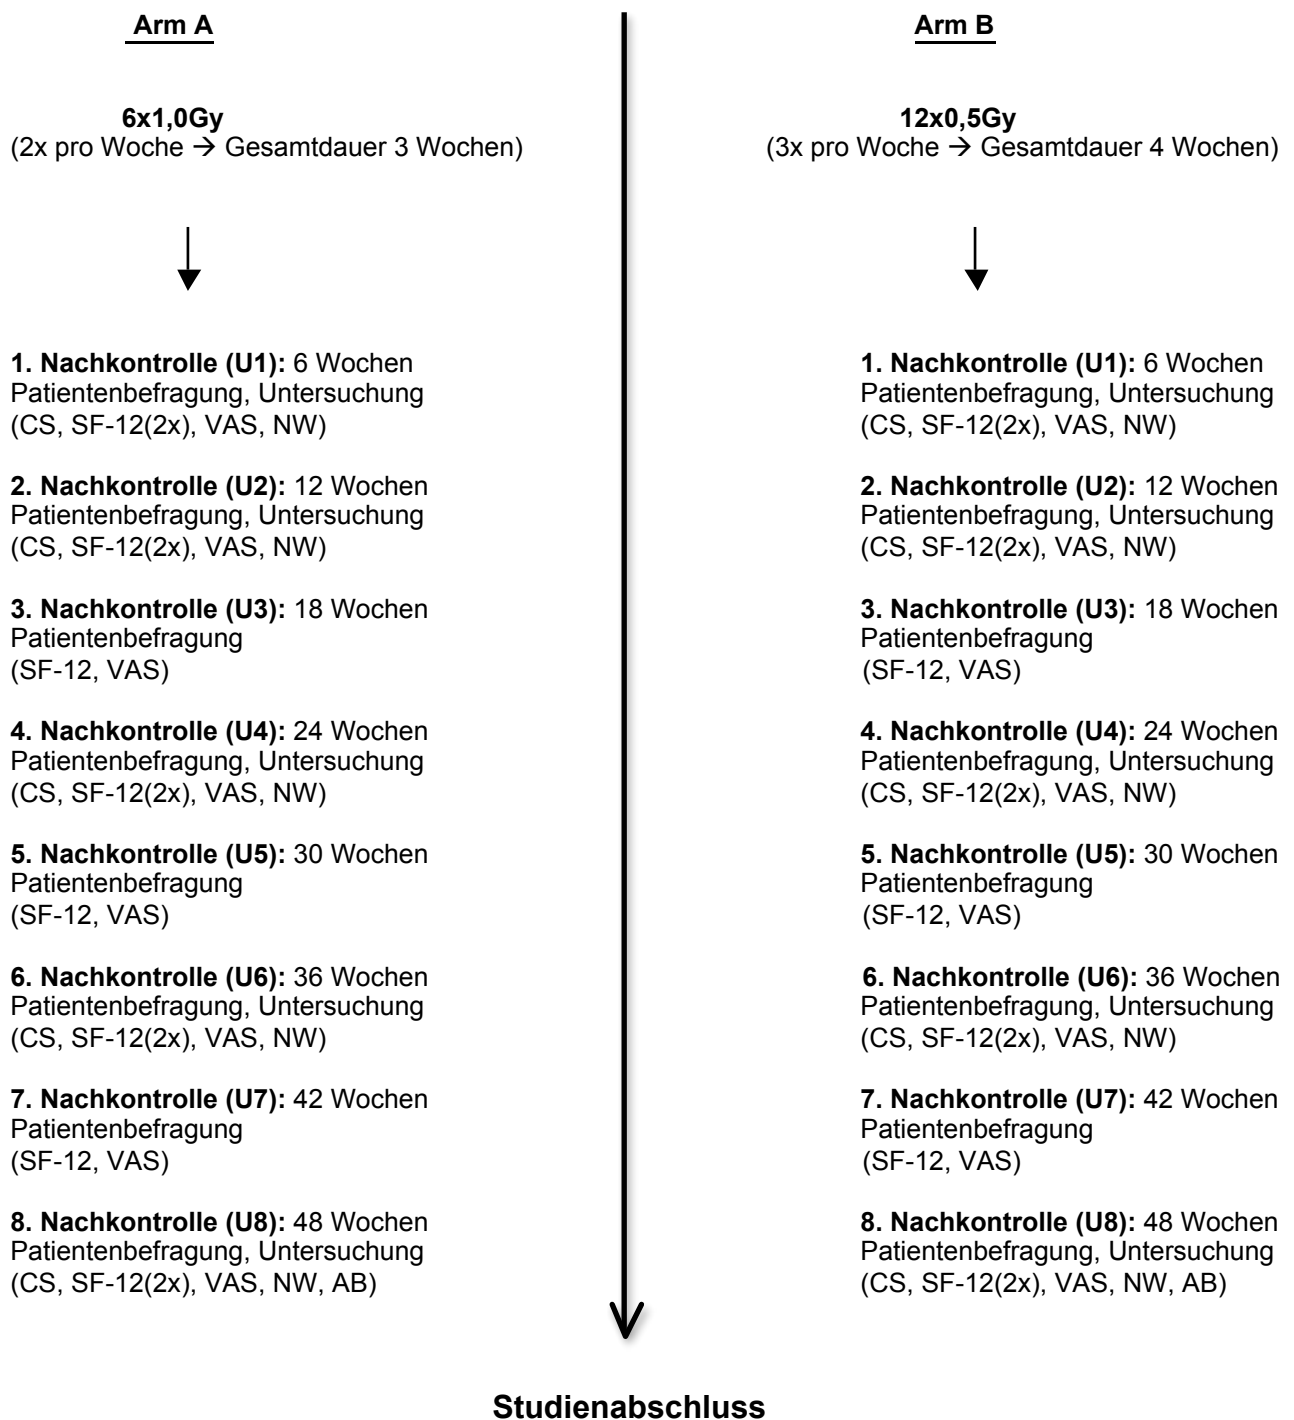 Arm A
6x1,0Gy
(2x pro Woche → Gesamtdauer 3 Wochen)
1. Nachkontrolle (U1): 6 Wochen
Patientenbefragung, Untersuchung
(CS, SF-12(2x), VAS, NW)
2. Nachkontrolle (U2): 12 Wochen
Patientenbefragung, Untersuchung
(CS, SF-12(2x), VAS, NW)
3. Nachkontrolle (U3): 18 Wochen
Patientenbefragung
(SF-12, VAS)
4. Nachkontrolle (U4): 24 Wochen
Patientenbefragung, Untersuchung
(CS, SF-12(2x), VAS, NW)
5. Nachkontrolle (U5): 30 Wochen
Patientenbefragung
(SF-12, VAS)
6. Nachkontrolle (U6): 36 Wochen
Patientenbefragung, Untersuchung
(CS, SF-12(2x), VAS, NW)
7. Nachkontrolle (U7): 42 Wochen
Patientenbefragung
(SF-12, VAS)
8. Nachkontrolle (U8): 48 Wochen
Patientenbefragung, Untersuchung
(CS, SF-12(2x), VAS, NW, AB)
Arm B
12x0,5Gy
(3x pro Woche → Gesamtdauer 4 Wochen)
1. Nachkontrolle (U1): 6 Wochen
Patientenbefragung, Untersuchung
(CS, SF-12(2x), VAS, NW)
2. Nachkontrolle (U2): 12 Wochen
Patientenbefragung, Untersuchung
(CS, SF-12(2x), VAS, NW)
3. Nachkontrolle (U3): 18 Wochen
Patientenbefragung
(SF-12, VAS)
4. Nachkontrolle (U4): 24 Wochen
Patientenbefragung, Untersuchung
(CS, SF-12(2x), VAS, NW)
5. Nachkontrolle (U5): 30 Wochen
Patientenbefragung
(SF-12, VAS)
6. Nachkontrolle (U6): 36 Wochen
Patientenbefragung, Untersuchung
(CS, SF-12(2x), VAS, NW)
7. Nachkontrolle (U7): 42 Wochen
Patientenbefragung
(SF-12, VAS)
8. Nachkontrolle (U8): 48 Wochen
Patientenbefragung, Untersuchung
(CS, SF-12(2x), VAS, NW, AB)
Studienabschluss